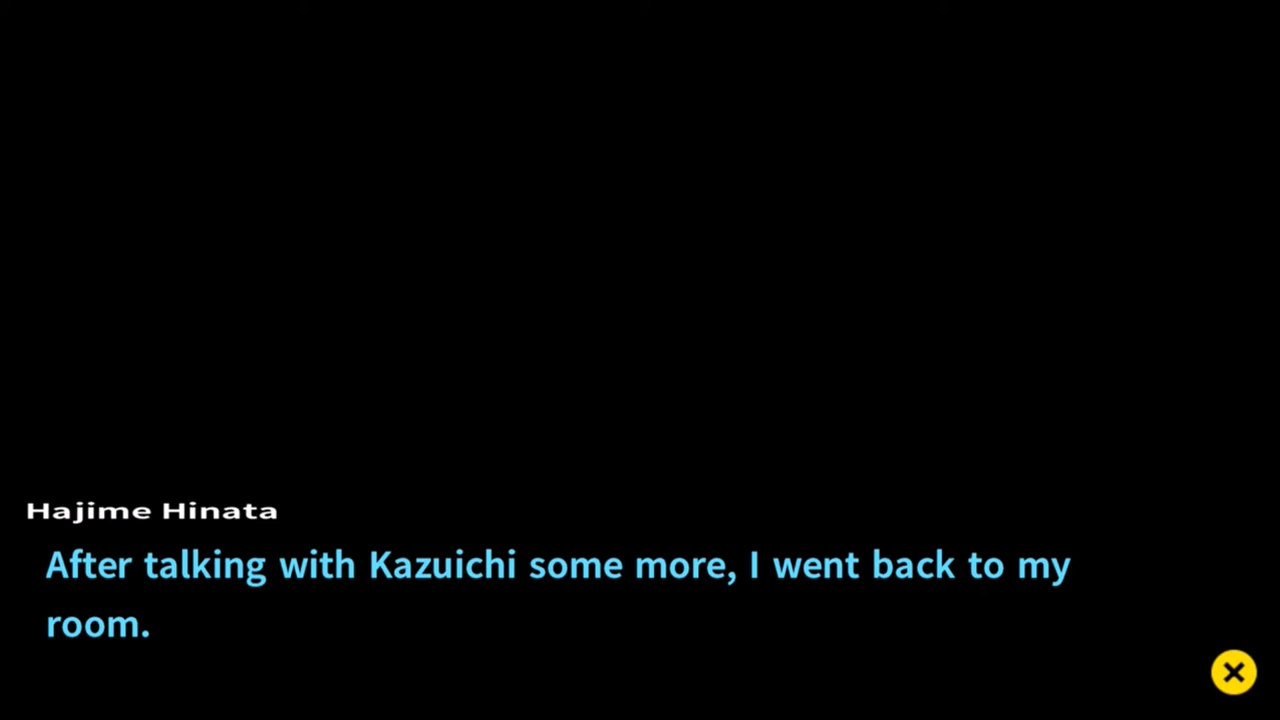 Hajime Hinata
After talking with Kazuichi some more, I went back to my
room.